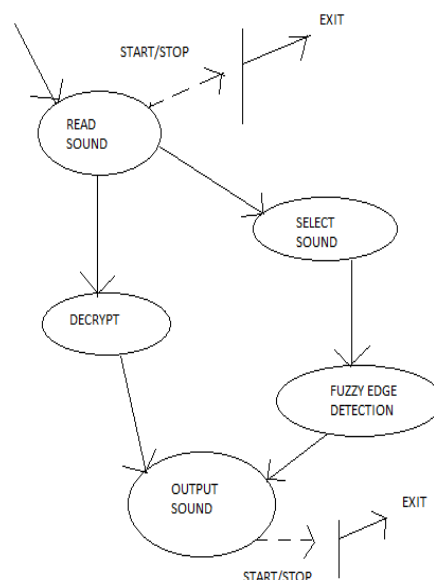 EXIT
START/STOP
READ
SOUND
SELECT
SOUND
DECRYPT
FUZZY EDGE
DETECTION
OUTPUT
SOUND
EXIT
START/STOP